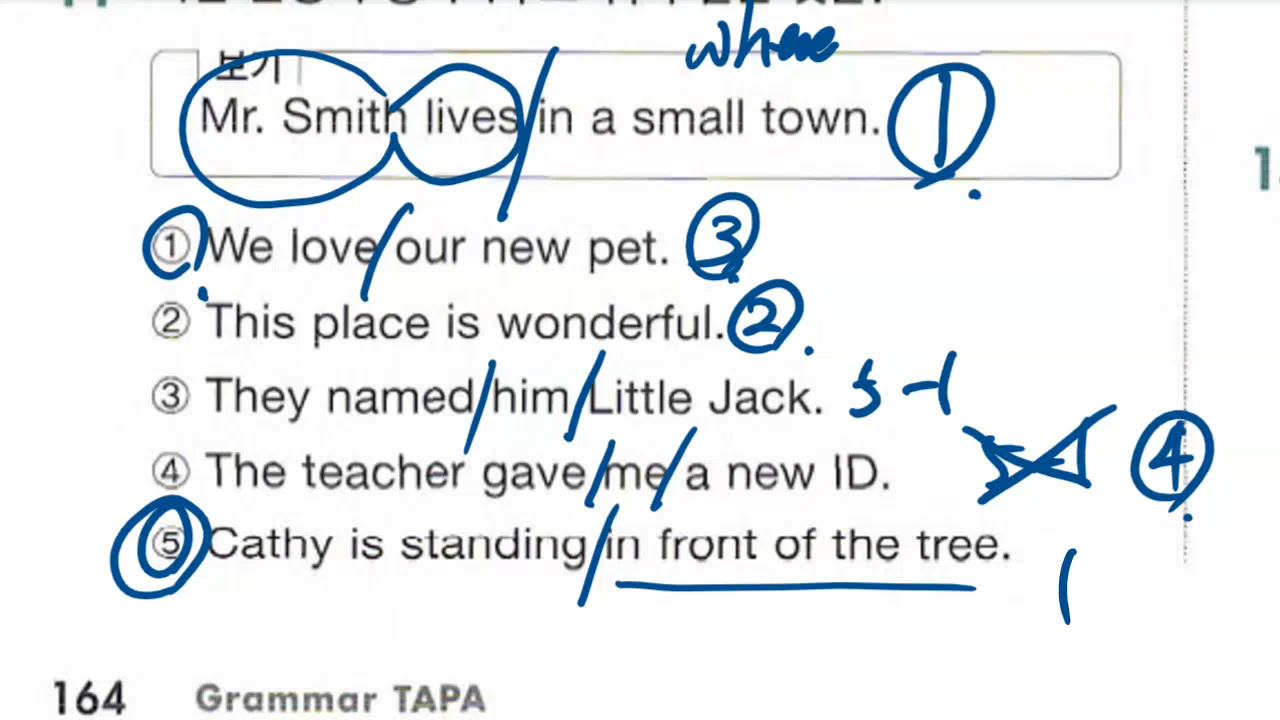 where
보기
Mr. Smith lives in a small town. 1.
① We love our new pet. 3.
② This place is wonderful. 2.
③ They named him Little Jack. 5-1
④ The teacher gave me a new ID. 4.
⑤ Cathy is standing in front of the tree. 1
164 Grammar TAPA